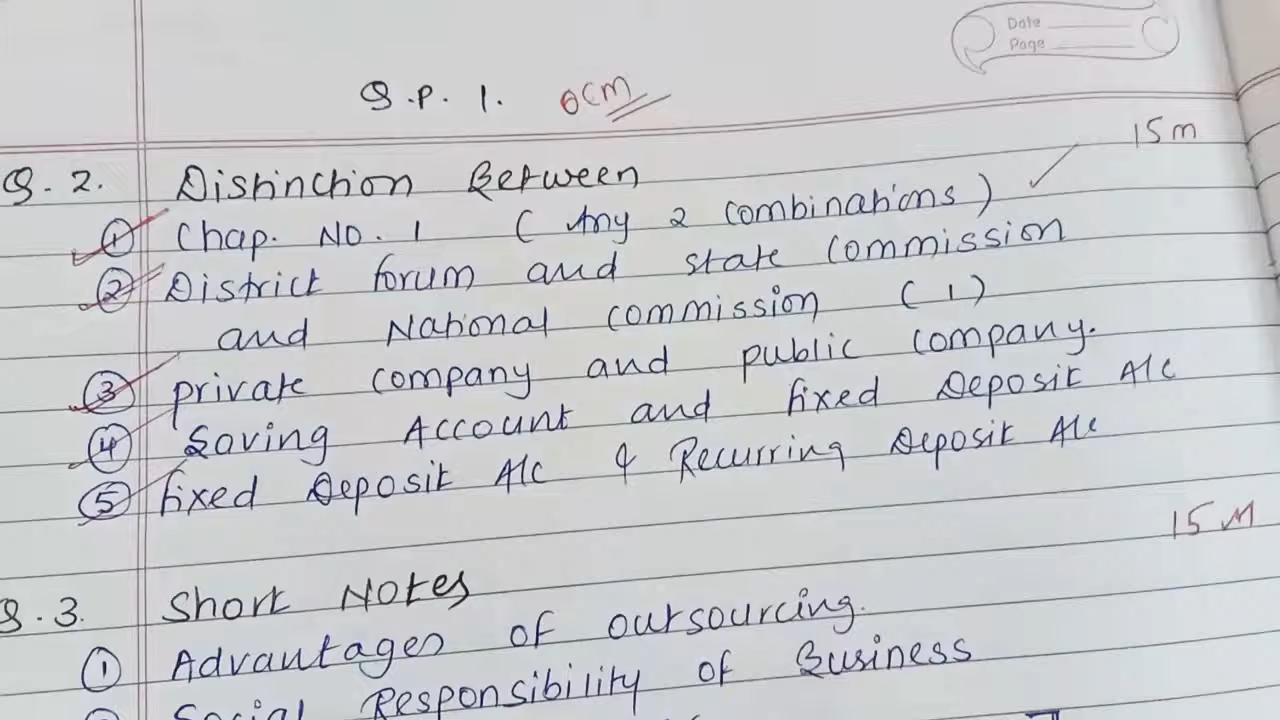 Date
Page
S.P. 1. OCM
15m
Q.2. Distinction Between
① Chap. No. 1 (Any 2 combinations)
② District forum and state Commission
and National commission (1)
③ private company and public company.
④ Saving Account and fixed Deposit A/c
⑤ fixed Deposit A/c & Recurring Deposit A/c
15 M
Q.3. Short Notes
① Advantages of outsourcing.
② Social Responsibility of Business